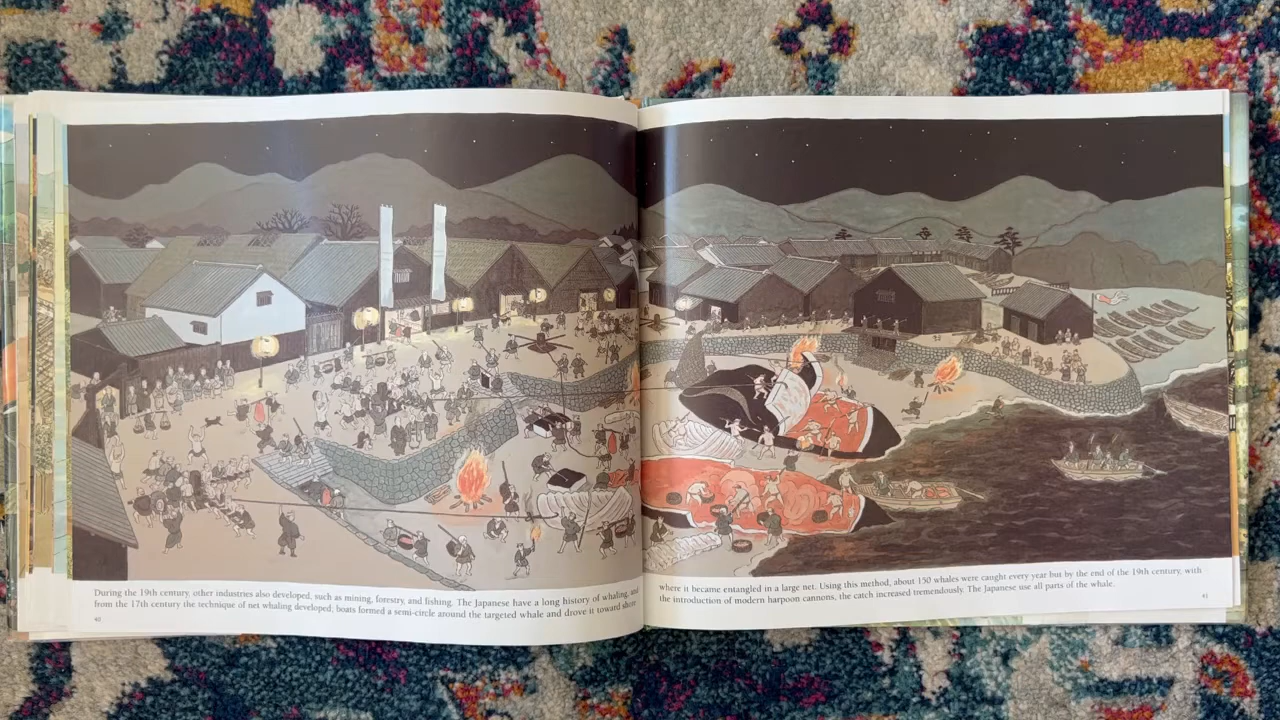 During the 19th century, other industries also developed, such as mining, forestry, and fishing. The Japanese have a long history of whaling, and
from the 17th century the technique of net whaling developed; boats formed a semi-circle around the targeted whale and drove it toward shore
40
where it became entangled in a large net. Using this method, about 150 whales were caught every year but by the end of the 19th century, with
the introduction of modern harpoon cannons, the catch increased tremendously. The Japanese use all parts of the whale.
41